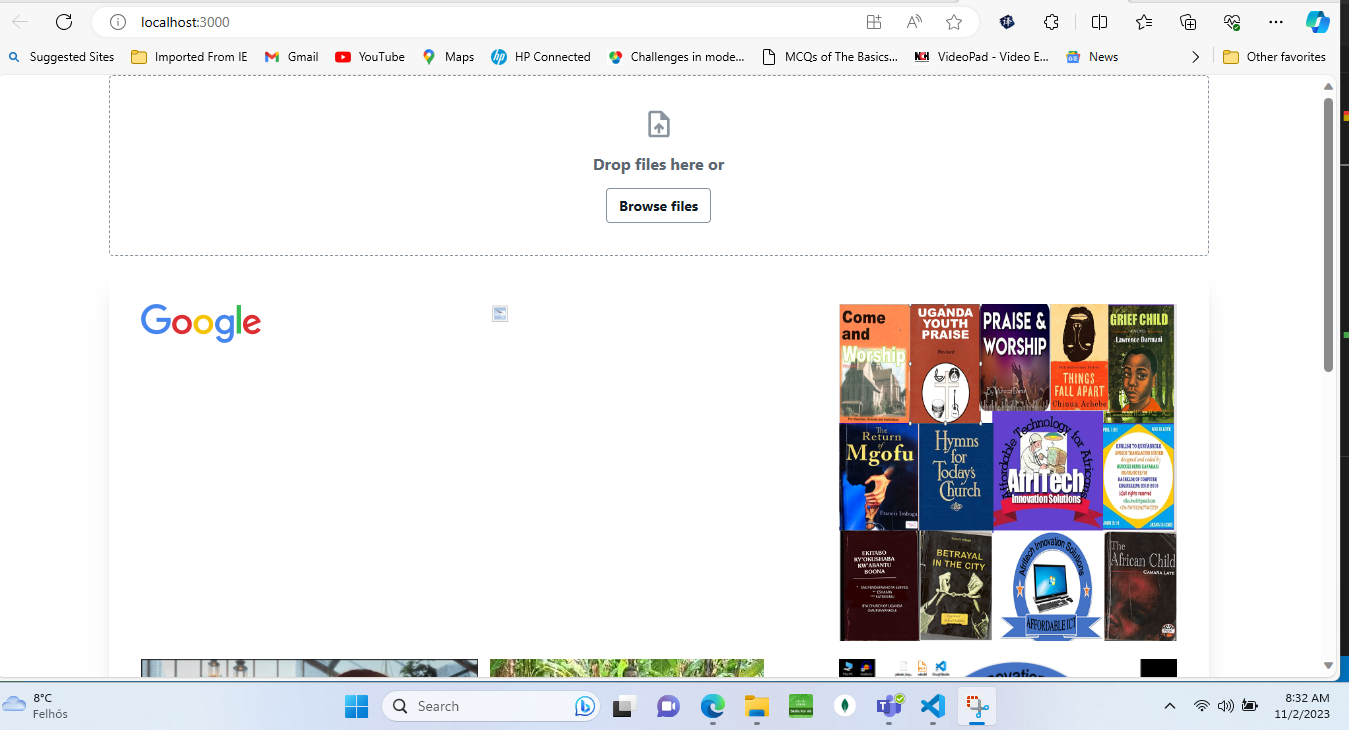 localhost:3000
Suggested Sites
Imported From IE
Gmail
YouTube
Maps
HP Connected
Challenges in mode...
MCQs of The Basics...
VideoPad - Video E...
News
Other favorites
Drop files here or
Browse files
Google
Come
and
Worship
UGANDA
YOUTH
PRAISE
PRAISE &
WORSHIP
THINGS
FALL APART
Chinua Achebe
GRIEF CHILD
Lawrence Darmani
The
Return
of
Mgofu
Francis Imbuga
Hymns
for
Today's
Church
Affordable Technology for Africans
AfriTech
Innovation Solutions
EKITABO
KY'OKUSHABA
RW'ABANTU
BOONA
BETRAYAL
IN THE CITY
Afritech Innovation Solutions
AFFORDABLE ICT
The
African Child
CAMARA LAYE
8°C
Felhős
Search
8:32 AM
11/2/2023